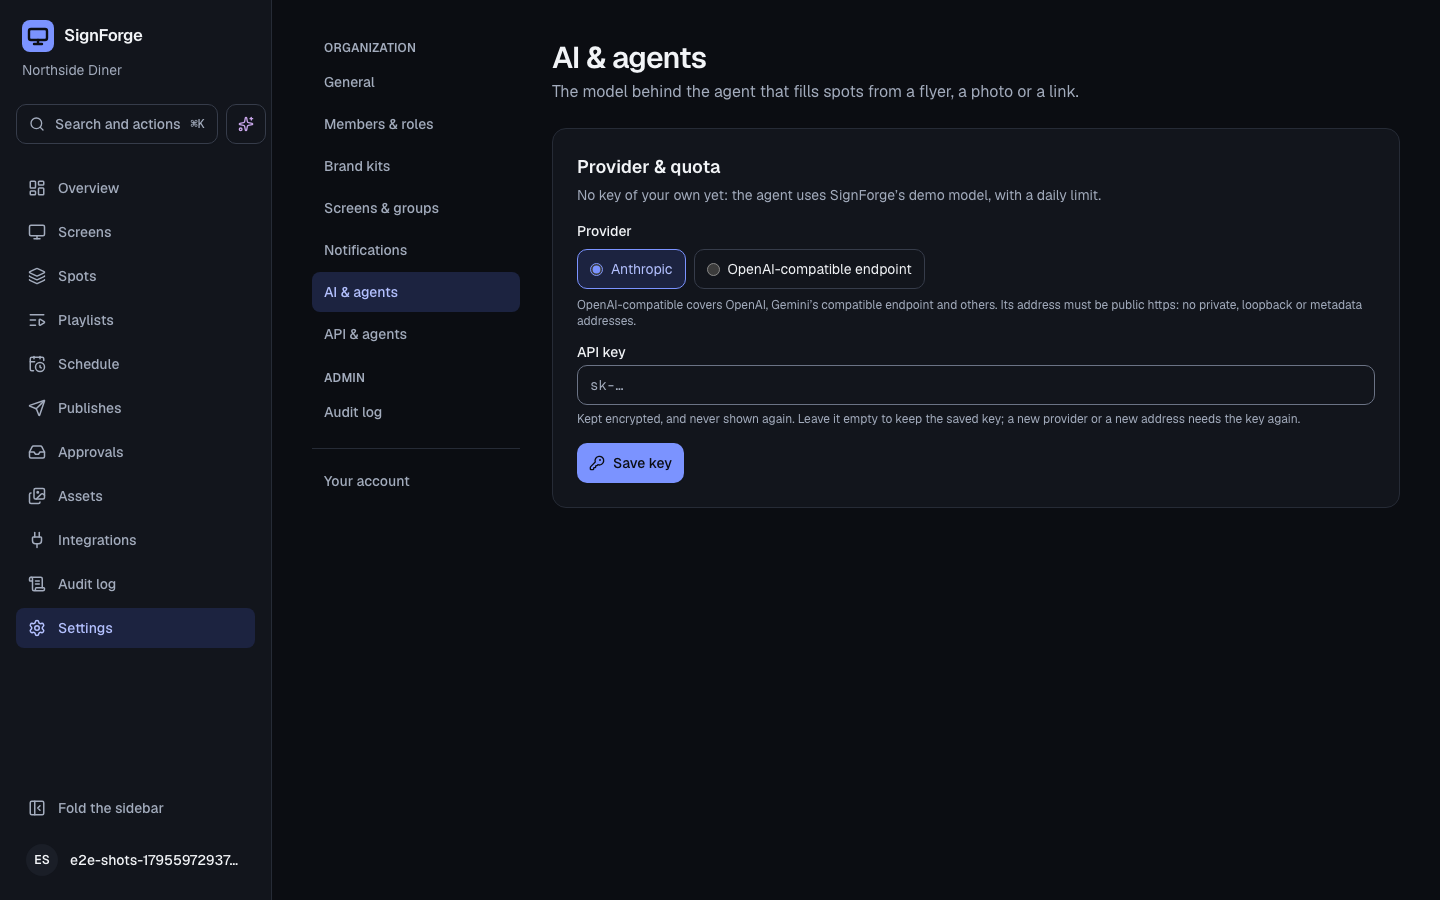 SignForge
Northside Diner
Search and actions ⌘K
Overview
Screens
Spots
Playlists
Schedule
Publishes
Approvals
Assets
Integrations
Audit log
Settings
Fold the sidebar
ES e2e-shots-17955972937…
ORGANIZATION
General
Members & roles
Brand kits
Screens & groups
Notifications
AI & agents
API & agents
ADMIN
Audit log
Your account
AI & agents
The model behind the agent that fills spots from a flyer, a photo or a link.
Provider & quota
No key of your own yet: the agent uses SignForge's demo model, with a daily limit.
Provider
Anthropic
OpenAI-compatible endpoint
OpenAI-compatible covers OpenAI, Gemini's compatible endpoint and others. Its address must be public https: no private, loopback or metadata
addresses.
API key
sk-…
Kept encrypted, and never shown again. Leave it empty to keep the saved key; a new provider or a new address needs the key again.
Save key